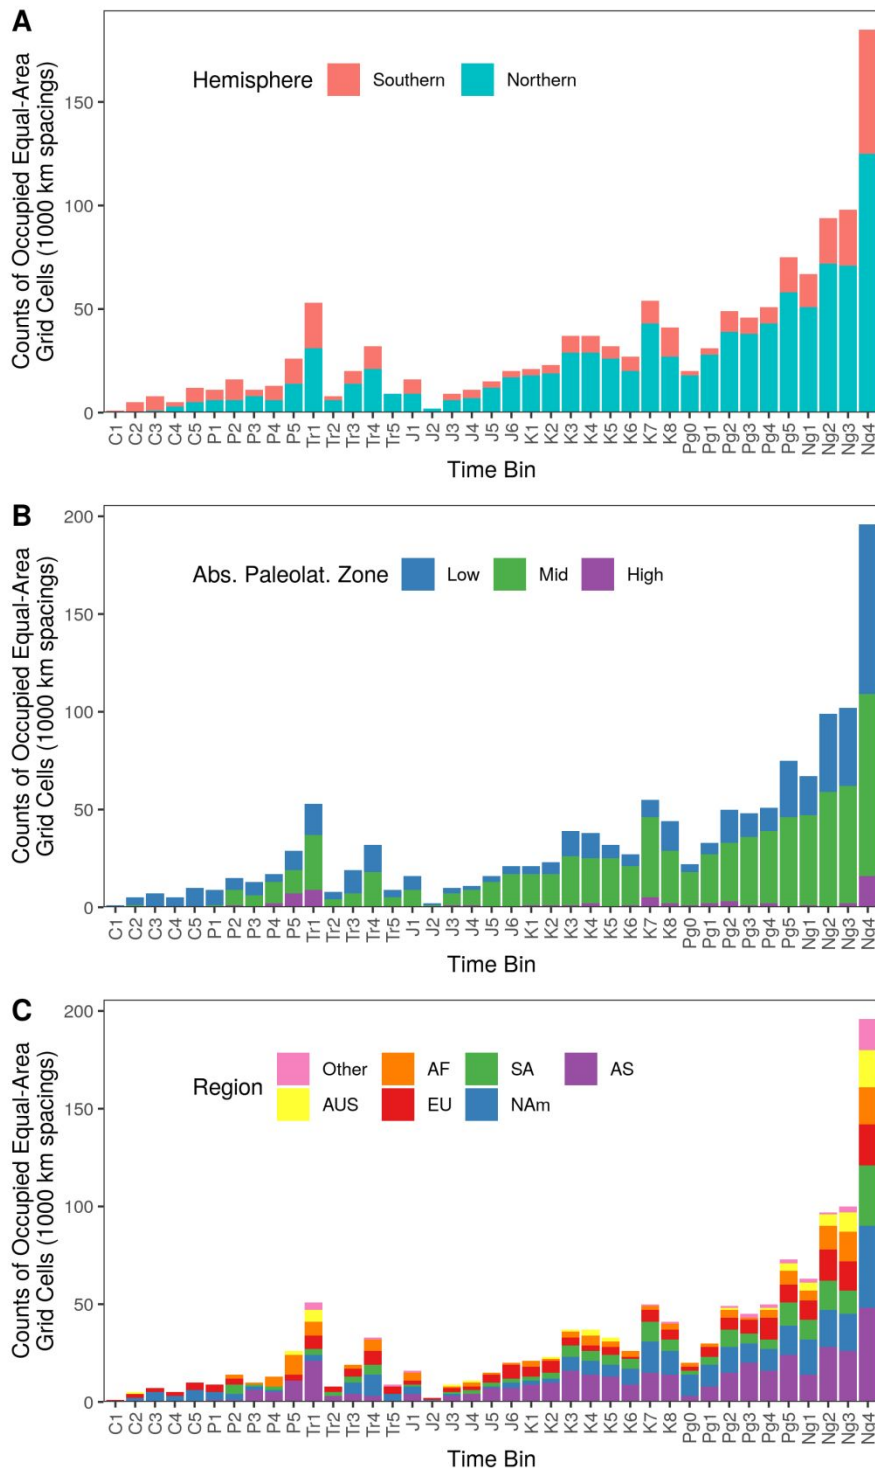 A
Counts of Occupied Equal-Area
Grid Cells (1000 km spacings)
Hemisphere Southern Northern
150
100
50
0
C1 C2 C3 C4 C5 P1 P2 P3 P4 P5 Tr1 Tr2 Tr3 Tr4 Tr5 J1 J2 J3 J4 J5 J6 K1 K2 K3 K4 K5 K6 K7 K8 Pg0 Pg1 Pg2 Pg3 Pg4 Pg5 Ng1 Ng2 Ng3 Ng4
Time Bin
B
Counts of Occupied Equal-Area
Grid Cells (1000 km spacings)
Abs. Paleolat. Zone Low Mid High
200
150
100
50
0
C1 C2 C3 C4 C5 P1 P2 P3 P4 P5 Tr1 Tr2 Tr3 Tr4 Tr5 J1 J2 J3 J4 J5 J6 K1 K2 K3 K4 K5 K6 K7 K8 Pg0 Pg1 Pg2 Pg3 Pg4 Pg5 Ng1 Ng2 Ng3 Ng4
Time Bin
C
Counts of Occupied Equal-Area
Grid Cells (1000 km spacings)
Region
Other AF SA AS
AUS EU NAm
200
150
100
50
0
C1 C2 C3 C4 C5 P1 P2 P3 P4 P5 Tr1 Tr2 Tr3 Tr4 Tr5 J1 J2 J3 J4 J5 J6 K1 K2 K3 K4 K5 K6 K7 K8 Pg0 Pg1 Pg2 Pg3 Pg4 Pg5 Ng1 Ng2 Ng3 Ng4
Time Bin